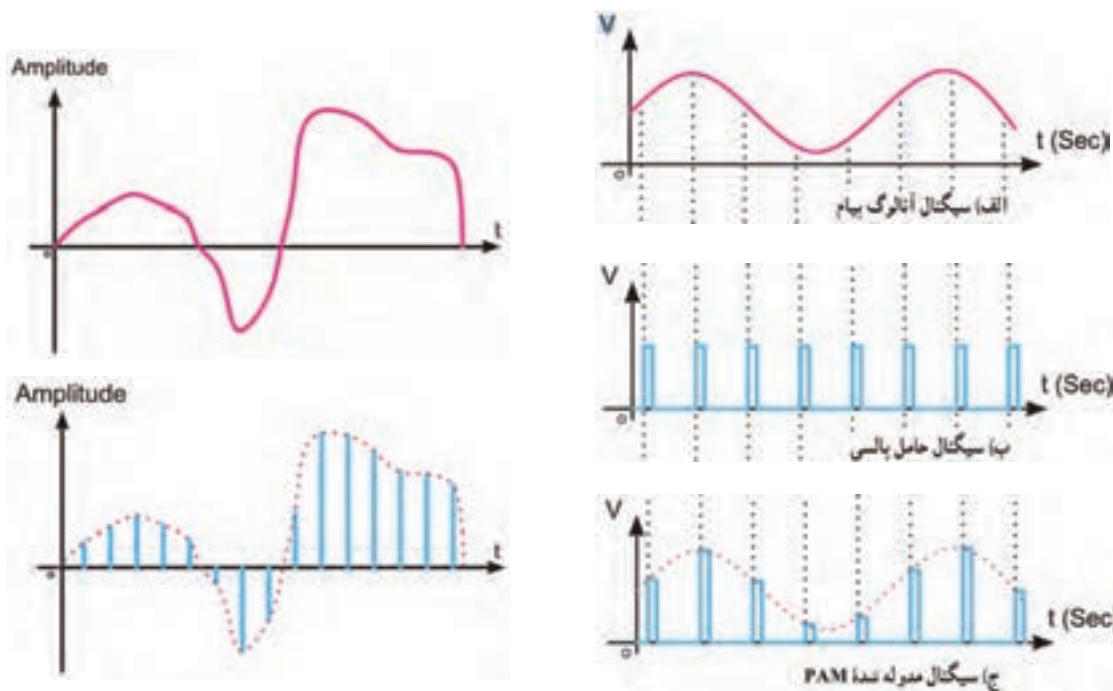 Amplitude
t
Amplitude
t
V
t (Sec)
o
الف) سیگنال آنالوگ پیام
V
t (Sec)
o
ب) سیگنال حامل پالسی
V
t (Sec
o
ج) سیگنال مدوله شدهٔ PAM